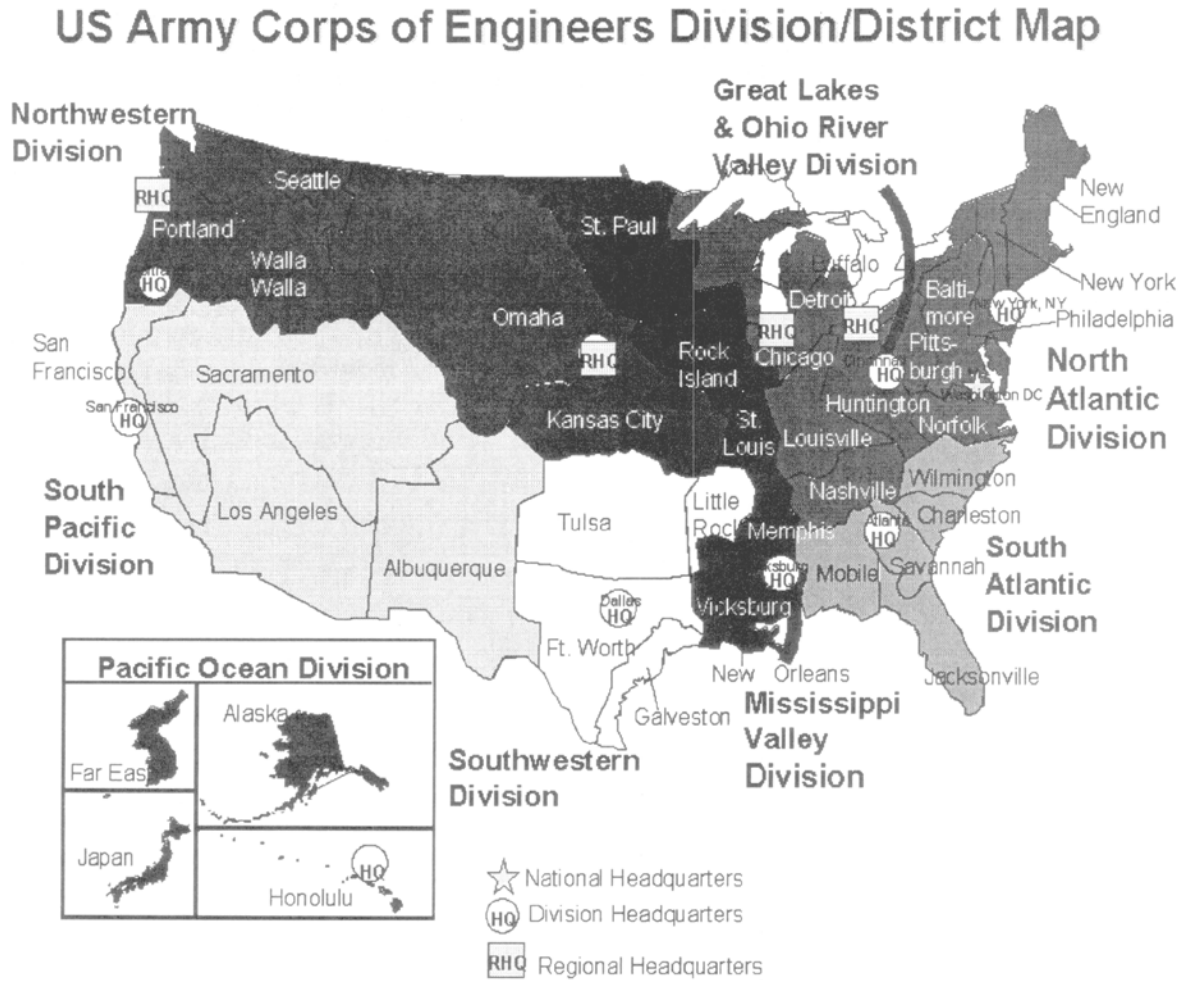 US Army Corps of Engineers Division/District Map
Great Lakes
& Ohio River
Valley Division
Northwestern
Division
Seattle
RHQ
Portland
St. Paul
New
England
Walla
Walla
HQ
Buffalo
Detroit
Balti-
more
New York
New York, NY
HQ
Philadelphia
Omaha
RHQ
RHQ
RHQ
Chicago
Rock
Island
Pitts-
burgh
HQ
San
Francisco
Sacramento
North
Atlantic
Division
Washington DC
San Francisco
HQ
Kansas City
St.
Louis
Huntington
Louisville
Norfolk
South
Pacific
Division
Los Angeles
Nashville
Wilmington
Tulsa
Little
Rock
Memphis
Atlanta
HQ
Charleston
Savannah
South
Atlantic
Division
Albuquerque
HQ
Mobile
Dallas
HQ
Vicksburg
Ft. Worth
New Orleans
Jacksonville
Galveston
Mississippi
Valley
Division
Southwestern
Division
Pacific Ocean Division
Alaska
Far East
Japan
HQ
Honolulu
National Headquarters
HQ Division Headquarters
RHQ Regional Headquarters